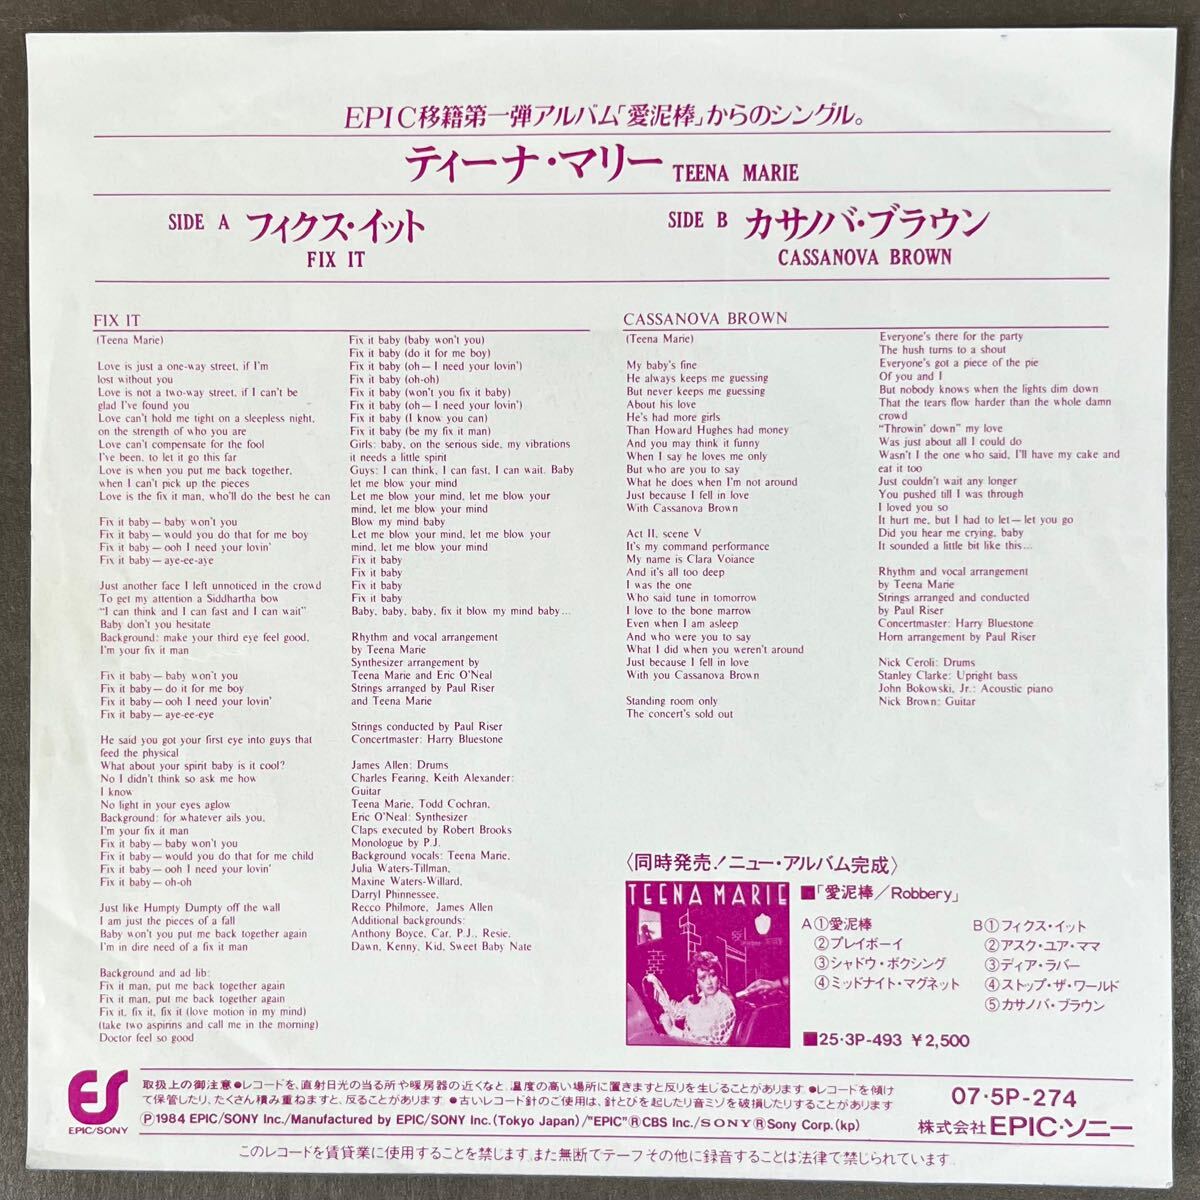 EPIC移籍第一弾アルバム「愛泥棒」からのシングル。
ティーナ・マリー TEENA MARIE
SIDE A フィクス・イット
FIX IT
SIDE B カサノバ・ブラウン
CASSANOVA BROWN
FIX IT
(Teena Marie)
Love is just a one-way street, if I'm
lost without you
Love is not a two-way street, if I can't be
glad I've found you
Love can't hold me tight on a sleepless night,
on the strength of who you are
Love can't compensate for the fool
I've been, to let it go this far
Love is when you put me back together,
when I can't pick up the pieces
Love is the fix it man, who'll do the best he can
Fix it baby—baby won't you
Fix it baby—would you do that for me boy
Fix it baby—ooh I need your lovin'
Fix it baby—aye-ee-aye
Just another face I left unnoticed in the crowd
To get my attention a Siddhartha bow
"I can think and I can fast and I can wait"
Baby don't you hesitate
Background: make your third eye feel good,
I'm your fix it man
Fix it baby—baby won't you
Fix it baby—do it for me boy
Fix it baby—ooh I need your lovin'
Fix it baby—aye-ee-eye
He said you got your first eye into guys that
feed the physical
What about your spirit baby is it cool?
No I didn't think so ask me how
I know
No light in your eyes aglow
Background: for whatever ails you,
I'm your fix it man
Fix it baby—baby won't you
Fix it baby—would you do that for me child
Fix it baby—ooh I need your lovin'
Fix it baby—oh-oh
Just like Humpty Dumpty off the wall
I am just the pieces of a fall
Baby won't you put me back together again
I'm in dire need of a fix it man
Background and ad lib:
Fix it man, put me back together again
Fix it man, put me back together again
Fix it, fix it, fix it (love motion in my mind)
(take two aspirins and call me in the morning)
Doctor feel so good
Fix it baby (baby won't you)
Fix it baby (do it for me boy)
Fix it baby (oh—I need your lovin')
Fix it baby (oh-oh)
Fix it baby (won't you fix it baby)
Fix it baby (oh—I need your lovin')
Fix it baby (I know you can)
Fix it baby (be my fix it man)
Girls: baby, on the serious side, my vibrations
it needs a little spirit
Guys: I can think, I can fast, I can wait. Baby
let me blow your mind
Let me blow your mind, let me blow your
mind, let me blow your mind
Blow my mind baby
Let me blow your mind, let me blow your
mind, let me blow your mind
Fix it baby
Fix it baby
Fix it baby
Fix it baby
Baby, baby, baby, fix it blow my mind baby...
Rhythm and vocal arrangement
by Teena Marie
Synthesizer arrangement by
Teena Marie and Eric O'Neal
Strings arranged by Paul Riser
and Teena Marie
Strings conducted by Paul Riser
Concertmaster: Harry Bluestone
James Allen: Drums
Charles Fearing, Keith Alexander:
Guitar
Teena Marie, Todd Cochran,
Eric O'Neal: Synthesizer
Claps executed by Robert Brooks
Monologue by P.J.
Background vocals: Teena Marie,
Julia Waters-Tillman,
Maxine Waters-Willard,
Darryl Phinnessee,
Recco Philmore, James Allen
Additional backgrounds:
Anthony Boyce, Car, P.J., Resie,
Dawn, Kenny, Kid, Sweet Baby Nate
CASSANOVA BROWN
(Teena Marie)
My baby's fine
He always keeps me guessing
But never keeps me guessing
About his love
He's had more girls
Than Howard Hughes had money
And you may think it funny
When I say he loves me only
But who are you to say
What he does when I'm not around
Just because I fell in love
With Cassanova Brown
Act II, scene V
It's my command performance
My name is Clara Voiance
And it's all too deep
I was the one
Who said tune in tomorrow
I love to the bone marrow
Even when I am asleep
And who were you to say
What I did when you weren't around
Just because I fell in love
With you Cassanova Brown
Standing room only
The concert's sold out
Everyone's there for the party
The hush turns to a shout
Everyone's got a piece of the pie
Of you and I
But nobody knows when the lights dim down
That the tears flow harder than the whole damn
crowd
"Throwin' down" my love
Was just about all I could do
Wasn't I the one who said, I'll have my cake and
eat it too
Just couldn't wait any longer
You pushed till I was through
I loved you so
It hurt me, but I had to let—let you go
Did you hear me crying, baby
It sounded a little bit like this...
Rhythm and vocal arrangement
by Teena Marie
Strings arranged and conducted
by Paul Riser
Concertmaster: Harry Bluestone
Horn arrangement by Paul Riser
Nick Ceroli: Drums
Stanley Clarke: Upright bass
John Bokowski, Jr.: Acoustic piano
Nick Brown: Guitar
〈同時発売!ニュー・アルバム完成〉
TEENA MARIE
■「愛泥棒/Robbery」
A①愛泥棒
②プレイボーイ
③シャドウ・ボクシング
④ミッドナイト・マグネット
B①フィクス・イット
②アスク・ユア・ママ
③ディア・ラバー
④ストップ・ザ・ワールド
⑤カサノバ・ブラウン
■25・3P-493 ¥2,500
ES
EPIC/SONY
取扱上の御注意●レコードを、直射日光の当る所や暖房器の近くなど、温度の高い場所に置きますと反りを生じることがあります。●レコードを傾け
て保管したり、たくさん積み重ねますと、反ることがあります。●古いレコード針のご使用は、針とびを起したり音ミゾを破損したりすることがあります
Ⓟ1984 EPIC/SONY Inc./Manufactured by EPIC/SONY Inc.(Tokyo Japan)/"EPIC"®CBS Inc./SONY®Sony Corp.(kp)
07・5P-274
株式会社EPIC・ソニー
このレコードを賃貸業に使用することを禁じます。また無断でテープその他に録音することは法律で禁じられています。